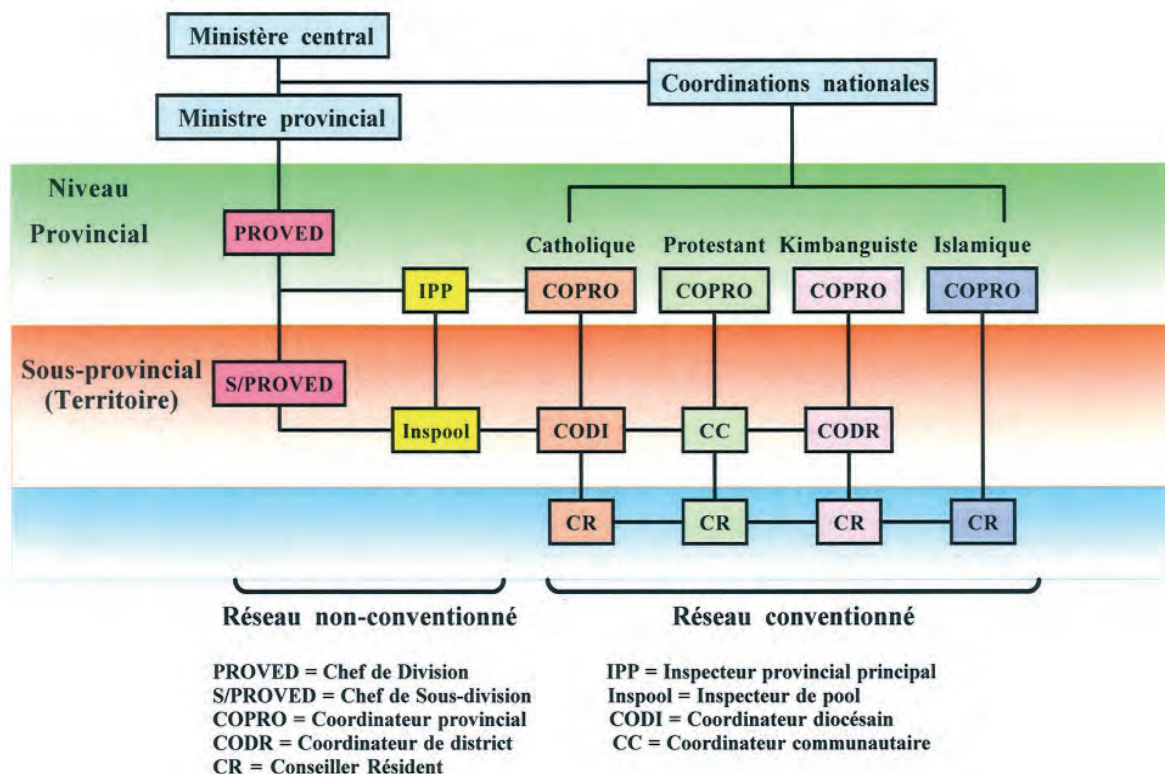 Ministère central
Coordinations nationales
Ministre provincial
Niveau
Provincial
PROVED
Catholique Protestant Kimbanguiste Islamique
IPP COPRO COPRO COPRO COPRO
Sous-provincial
(Territoire)
S/PROVED
Inspool CODI CC CODR
CR CR CR CR
Réseau non-conventionné Réseau conventionné
PROVED = Chef de Division
S/PROVED = Chef de Sous-division
COPRO = Coordinateur provincial
CODR = Coordinateur de district
CR = Conseiller Résident
IPP = Inspecteur provincial principal
Inspool = Inspecteur de pool
CODI = Coordinateur diocésain
CC = Coordinateur communautaire